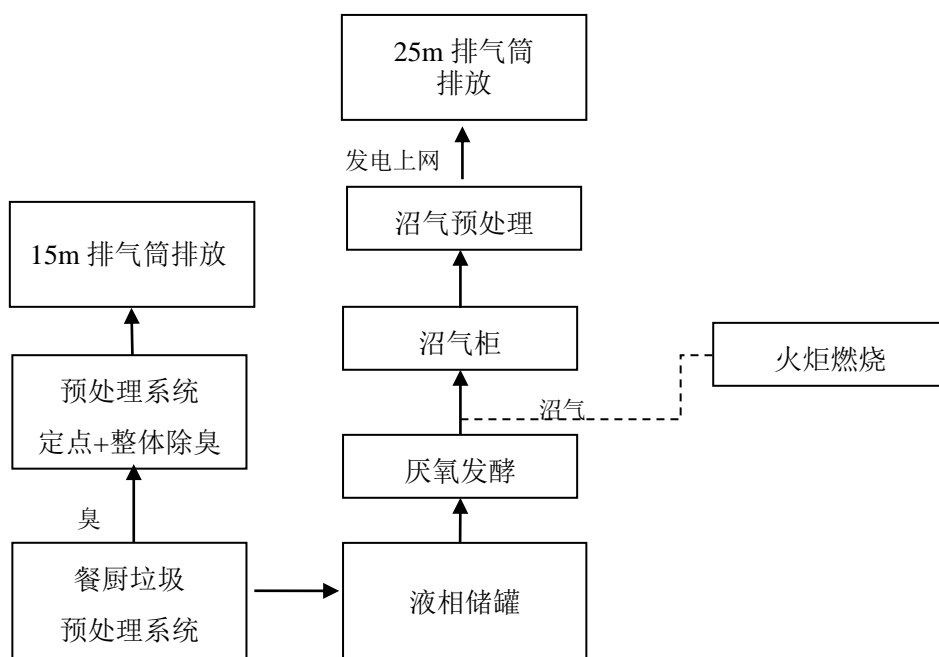 25m 排气筒
排放
发电上网
沼气预处理
15m 排气筒排放
沼气柜
火炬燃烧
预处理系统
定点+整体除臭
沼气
厌氧发酵
臭
餐厨垃圾
预处理系统
液相储罐